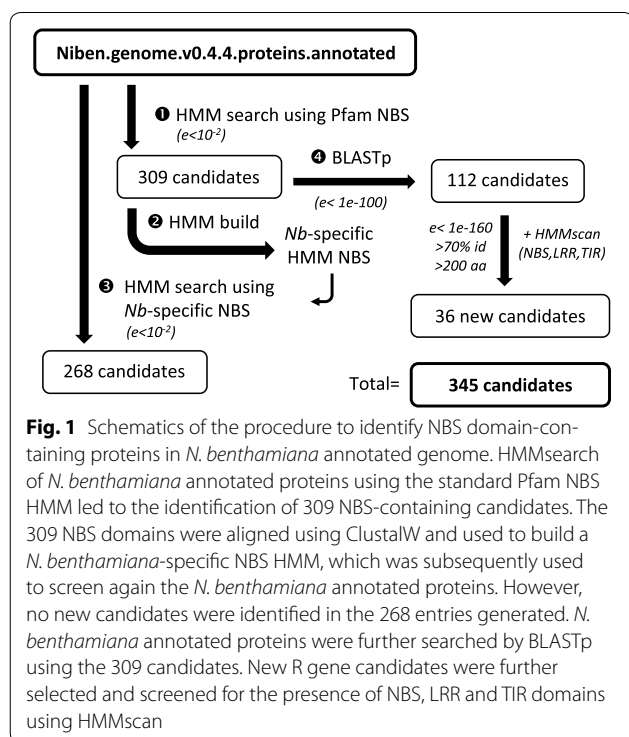 Niben.genome.v0.4.4.proteins.annotated
❶ HMM search using Pfam NBS
(e<10-2)
309 candidates
❹ BLASTp
(e< 1e-100)
112 candidates
❷ HMM build
Nb-specific
HMM NBS
e< 1e-160
>70% id
>200 aa
+ HMMscan
(NBS,LRR,TIR)
❸ HMM search using
Nb-specific NBS
(e<10-2)
36 new candidates
268 candidates
Total=
345 candidates
Fig. 1 Schematics of the procedure to identify NBS domain-con-
taining proteins in N. benthamiana annotated genome. HMMsearch
of N. benthamiana annotated proteins using the standard Pfam NBS
HMM led to the identification of 309 NBS-containing candidates. The
309 NBS domains were aligned using ClustalW and used to build a
N. benthamiana-specific NBS HMM, which was subsequently used
to screen again the N. benthamiana annotated proteins. However,
no new candidates were identified in the 268 entries generated. N.
benthamiana annotated proteins were further searched by BLASTp
using the 309 candidates. New R gene candidates were further
selected and screened for the presence of NBS, LRR and TIR domains
using HMMscan